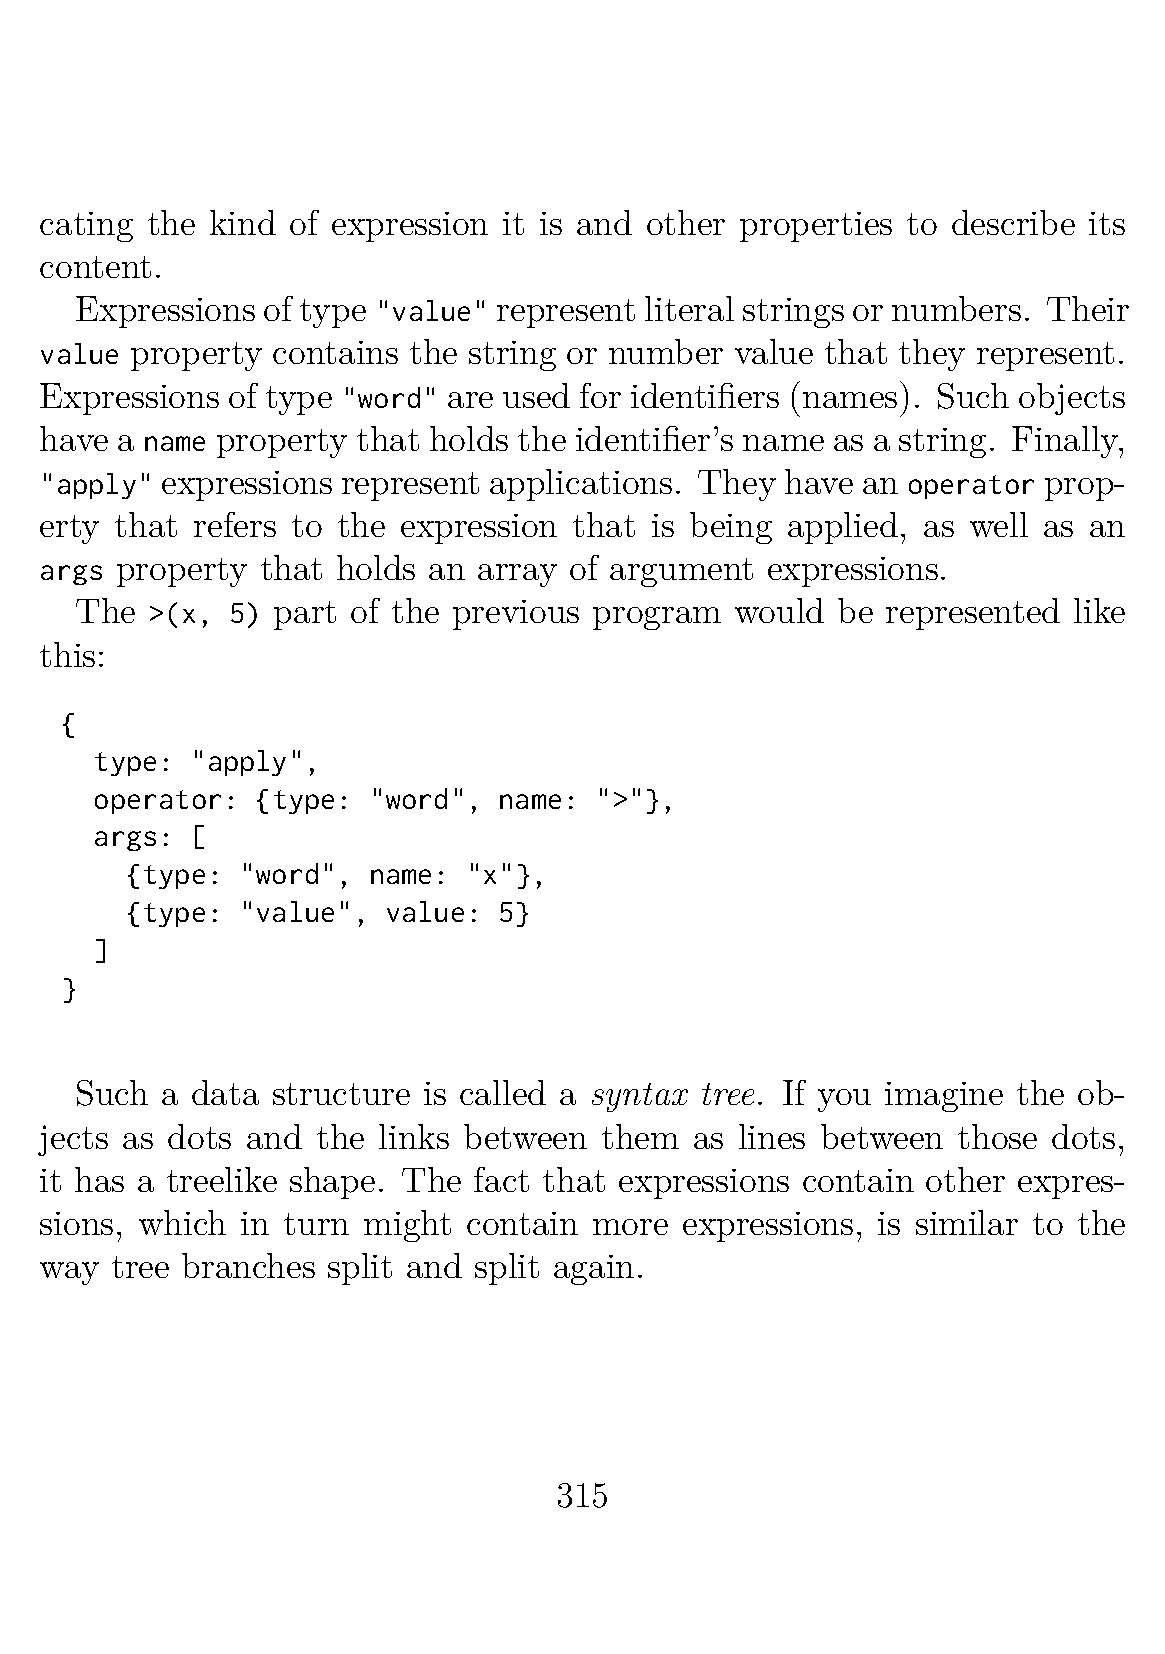 cating the kind of expression it is and other properties to describe its
content.
Expressions of type "value" represent literal strings or numbers. Their
value property contains the string or number value that they represent.
Expressions of type "word" are used for identifiers (names). Such objects
have a name property that holds the identifier’s name as a string. Finally,
"apply" expressions represent applications. They have an operator prop-
erty that refers to the expression that is being applied, as well as an
args property that holds an array of argument expressions.
The >(x, 5) part of the previous program would be represented like
this:
{
  type: "apply",
  operator: {type: "word", name: ">"},
  args: [
    {type: "word", name: "x"},
    {type: "value", value: 5}
  ]
}
Such a data structure is called a syntax tree. If you imagine the ob-
jects as dots and the links between them as lines between those dots,
it has a treelike shape. The fact that expressions contain other expres-
sions, which in turn might contain more expressions, is similar to the
way tree branches split and split again.
315